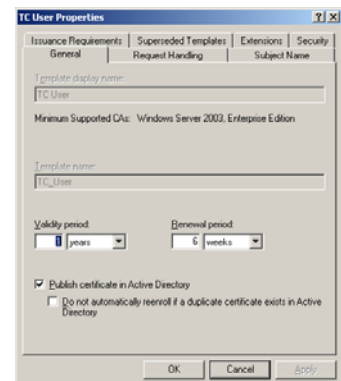 TC User Properties
Issuance Requirements Superseded Templates Extensions Security
General Request Handling Subject Name
Template display name:
TC User
Minimum Supported CAs: Windows Server 2003, Enterprise Edition
Template name:
TC_User
Validity period: Renewal period:
1 years 6 weeks
Publish certificate in Active Directory
Do not automatically reenroll if a duplicate certificate exists in Active
Directory
OK Cancel Apply